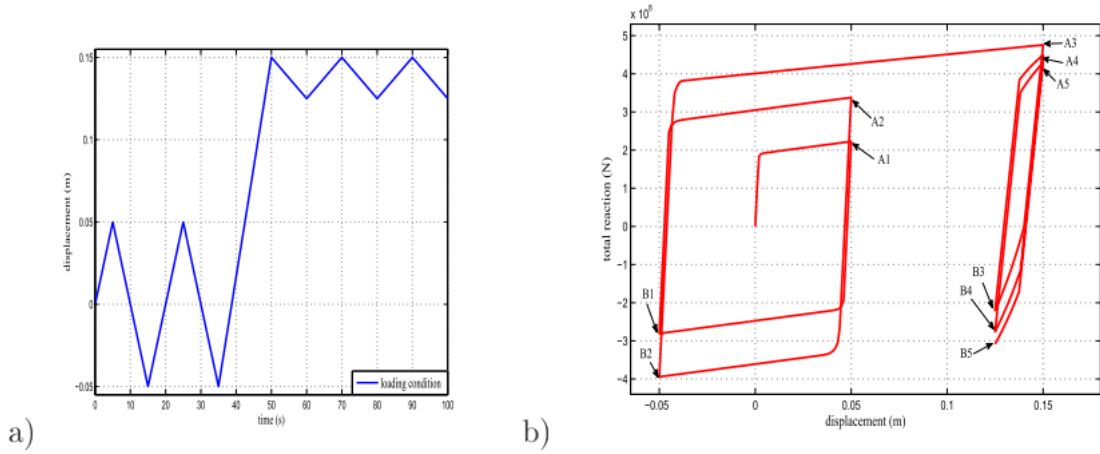 0.15
0.1
0.05
0
−0.05
displacement (m)
0 10 20 30 40 50 60 70 80 90 100
time (s)
loading condition
a)
x 10
5
4
3
2
1
0
−1
−2
−3
−4
total reaction (N)
A3
A4
A5
A2
A1
B1
B2
B3
B4
B5
−0.05 0 0.05 0.1 0.15
displacement (m)
b)